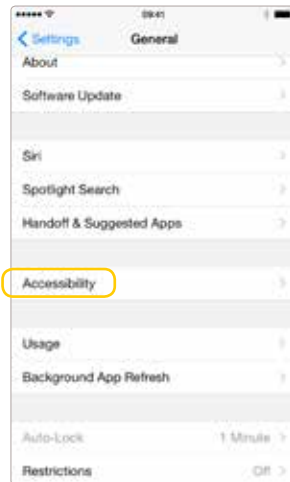 09:41
Settings General
About
Software Update
Siri
Spotlight Search
Handoff & Suggested Apps
Accessibility
Usage
Background App Refresh
Auto-Lock 1 Minute
Restrictions Off